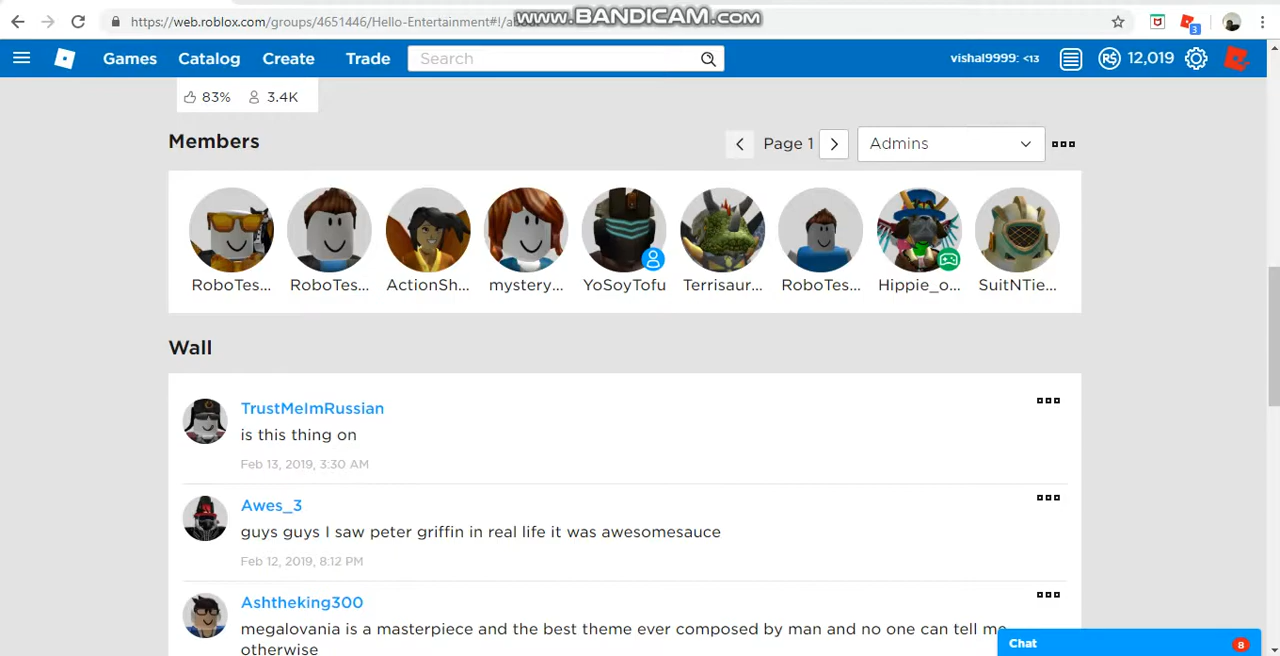 www.BANDICAM.com
https://web.roblox.com/groups/4651446/Hello-Entertainment#!/about
3
Games Catalog Create Trade Search vishal9999: <13 R$ 12,019
83% 3.4K
Members Page 1 Admins
RoboTes... RoboTes... ActionSh... mystery... YoSoyTofu Terrisaur... RoboTes... Hippie_o... SuitNTie...
Wall
TrustMeImRussian
is this thing on
Feb 13, 2019, 3:30 AM
Awes_3
guys guys I saw peter griffin in real life it was awesomesauce
Feb 12, 2019, 8:12 PM
Ashtheking300
megalovania is a masterpiece and the best theme ever composed by man and no one can tell me
otherwise
Chat 8